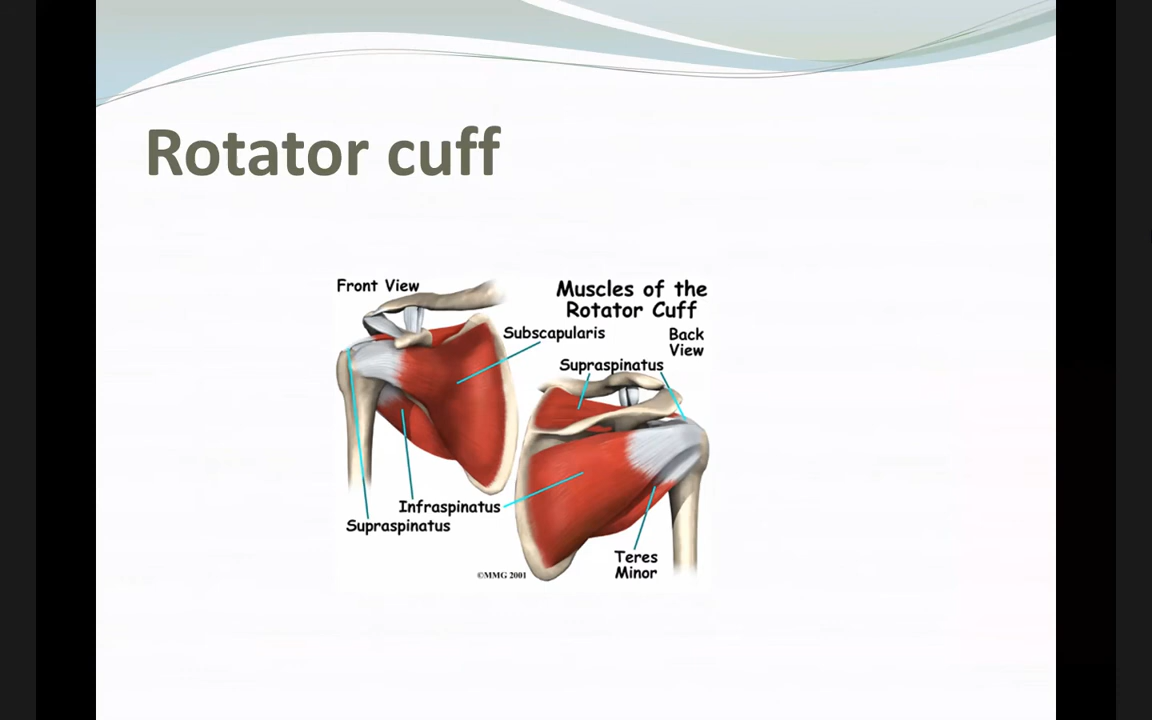 Rotator cuff
Front View
Muscles of the
Rotator Cuff
Subscapularis
Back
View
Supraspinatus
Infraspinatus
Supraspinatus
Teres
Minor
©MMG 2001